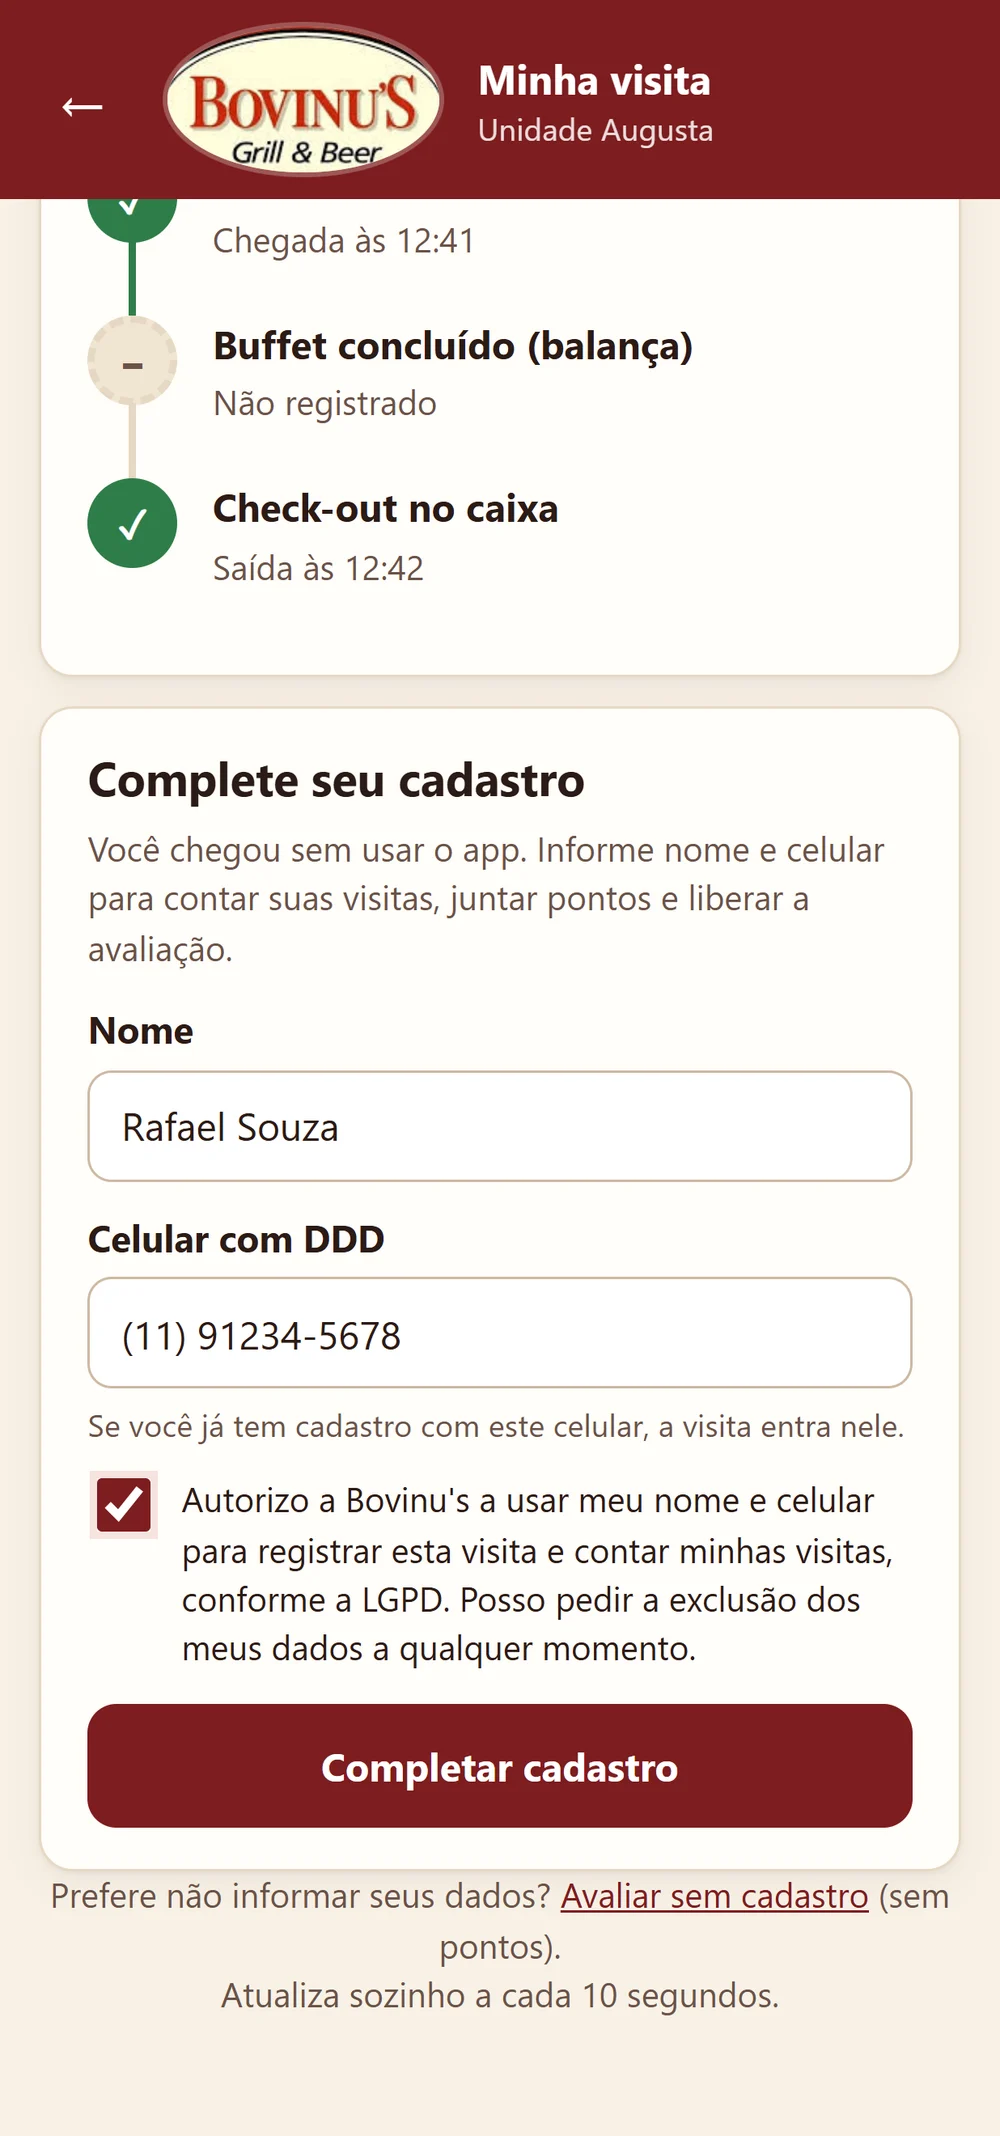 ←
BOVINU'S
Grill & Beer
Minha visita
Unidade Augusta
Chegada às 12:41
Buffet concluído (balança)
Não registrado
Check-out no caixa
Saída às 12:42
Complete seu cadastro
Você chegou sem usar o app. Informe nome e celular
para contar suas visitas, juntar pontos e liberar a
avaliação.
Nome
Rafael Souza
Celular com DDD
(11) 91234-5678
Se você já tem cadastro com este celular, a visita entra nele.
Autorizo a Bovinu's a usar meu nome e celular
para registrar esta visita e contar minhas visitas,
conforme a LGPD. Posso pedir a exclusão dos
meus dados a qualquer momento.
Completar cadastro
Prefere não informar seus dados? Avaliar sem cadastro (sem
pontos).
Atualiza sozinho a cada 10 segundos.